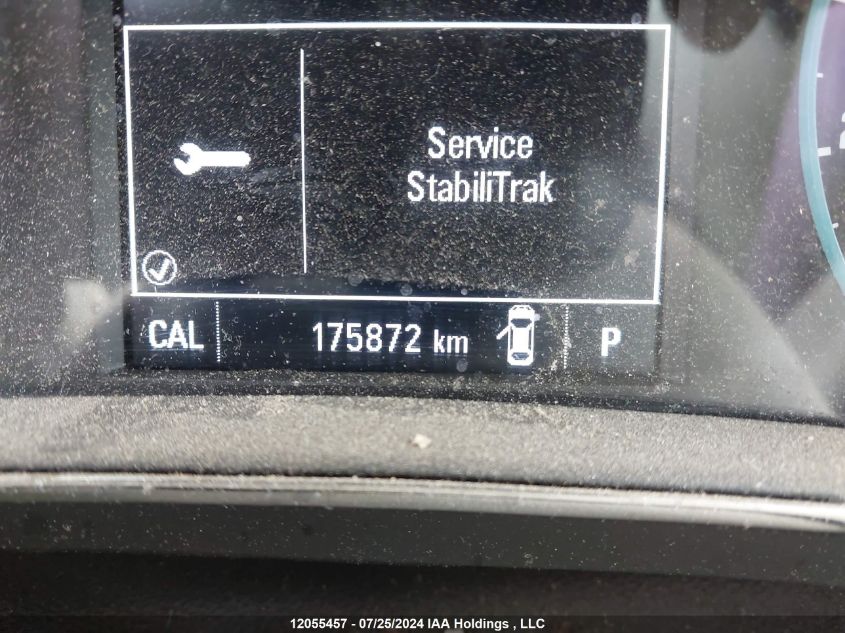 Service
StabiliTrak
CAL 175872 km P
12055457 - 07/25/2024 IAA Holdings , LLC